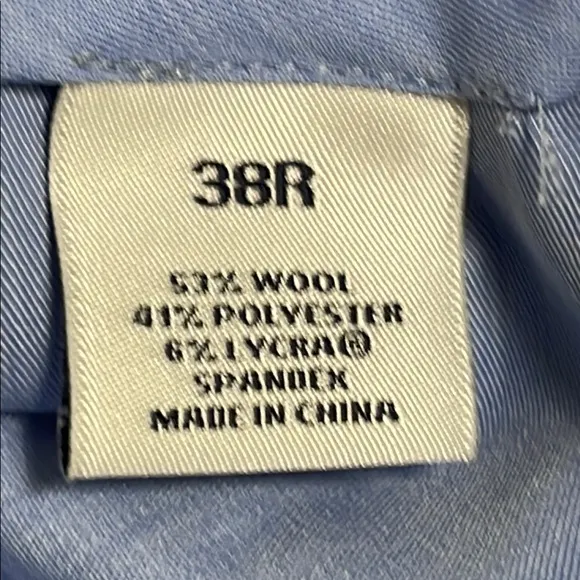 38R
53% WOOL
41% POLYESTER
6% LYCRA®
SPANDEX
MADE IN CHINA